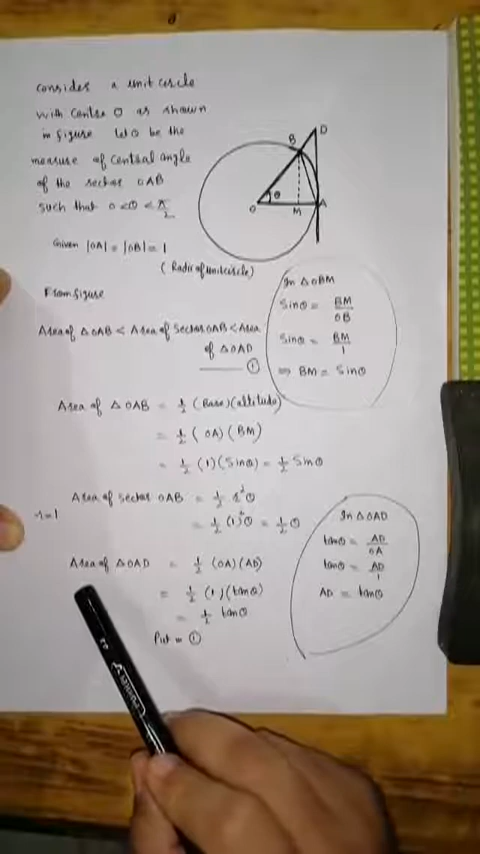 consider a unit circle
with centre O as shown
in figure let θ be the
measure of central angle
of the sector OAB
such that 0 < θ < π/2
B
D
θ
O
M
A
Given |OA| = |OB| = 1
(Radii of unit circle)
From figure
Area of △OAB < Area of sector OAB < Area
of △OAD
①
In △OBM
Sinθ = BM/OB
Sinθ = BM/1
⇒ BM = Sinθ
Area of △OAB = 1/2 (Base)(altitude)
= 1/2 (OA)(BM)
= 1/2 (1)(Sinθ) = 1/2 Sinθ
Area of sector OAB = 1/2 r²θ
r=1
= 1/2 (1)²θ = 1/2 θ
Area of △OAD = 1/2 (OA)(AD)
= 1/2 (1)(tanθ)
= 1/2 tanθ
Put = ①
In △OAD
tanθ = AD/OA
tanθ = AD/1
AD = tanθ